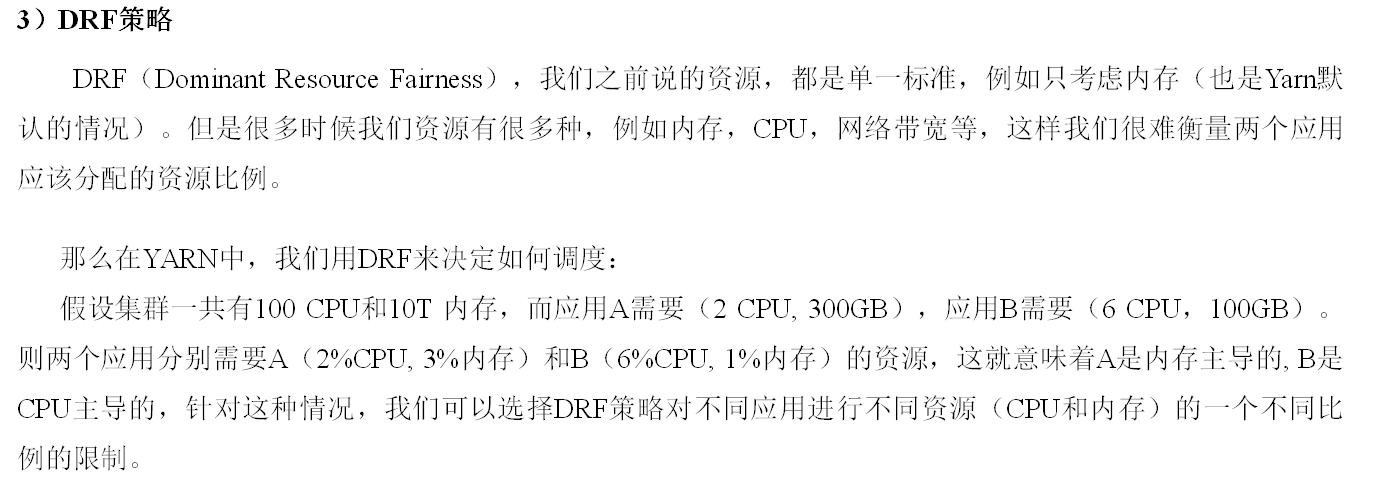 3）DRF策略
DRF（Dominant Resource Fairness），我们之前说的资源，都是单一标准，例如只考虑内存（也是Yarn默
认的情况）。但是很多时候我们资源有很多种，例如内存，CPU，网络带宽等，这样我们很难衡量两个应用
应该分配的资源比例。
那么在YARN中，我们用DRF来决定如何调度：
假设集群一共有100 CPU和10T 内存，而应用A需要（2 CPU, 300GB），应用B需要（6 CPU，100GB）。
则两个应用分别需要A（2%CPU, 3%内存）和B（6%CPU, 1%内存）的资源，这就意味着A是内存主导的, B是
CPU主导的，针对这种情况，我们可以选择DRF策略对不同应用进行不同资源（CPU和内存）的一个不同比
例的限制。